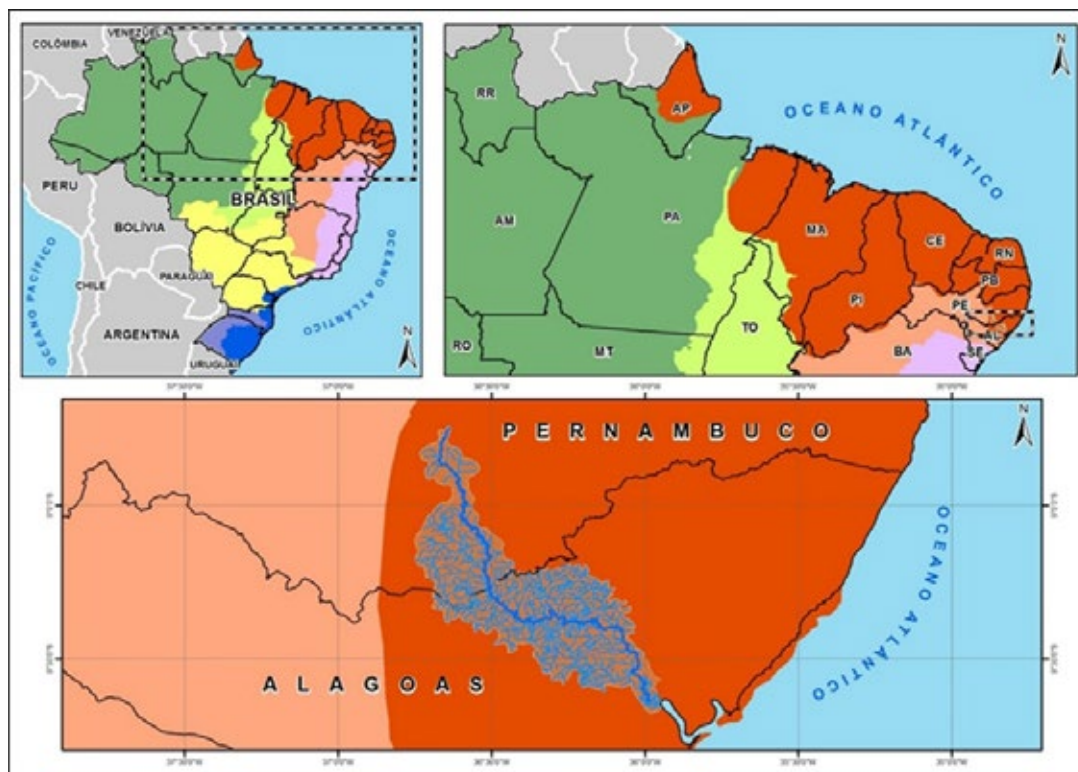 COLÔMBIA
VENEZUELA
PERU
BRASIL
BOLÍVIA
PARAGUAI
CHILE
ARGENTINA
URUGUAI
OCEANO PACÍFICO
OCEANO ATLÂNTICO
N
RR
AP
AM
PA
MA
CE
RN
PB
PE
PI
AL
SE
TO
BA
RO
MT
OCEANO ATLÂNTICO
N
PERNAMBUCO
ALAGOAS
OCEANO ATLÂNTICO
N